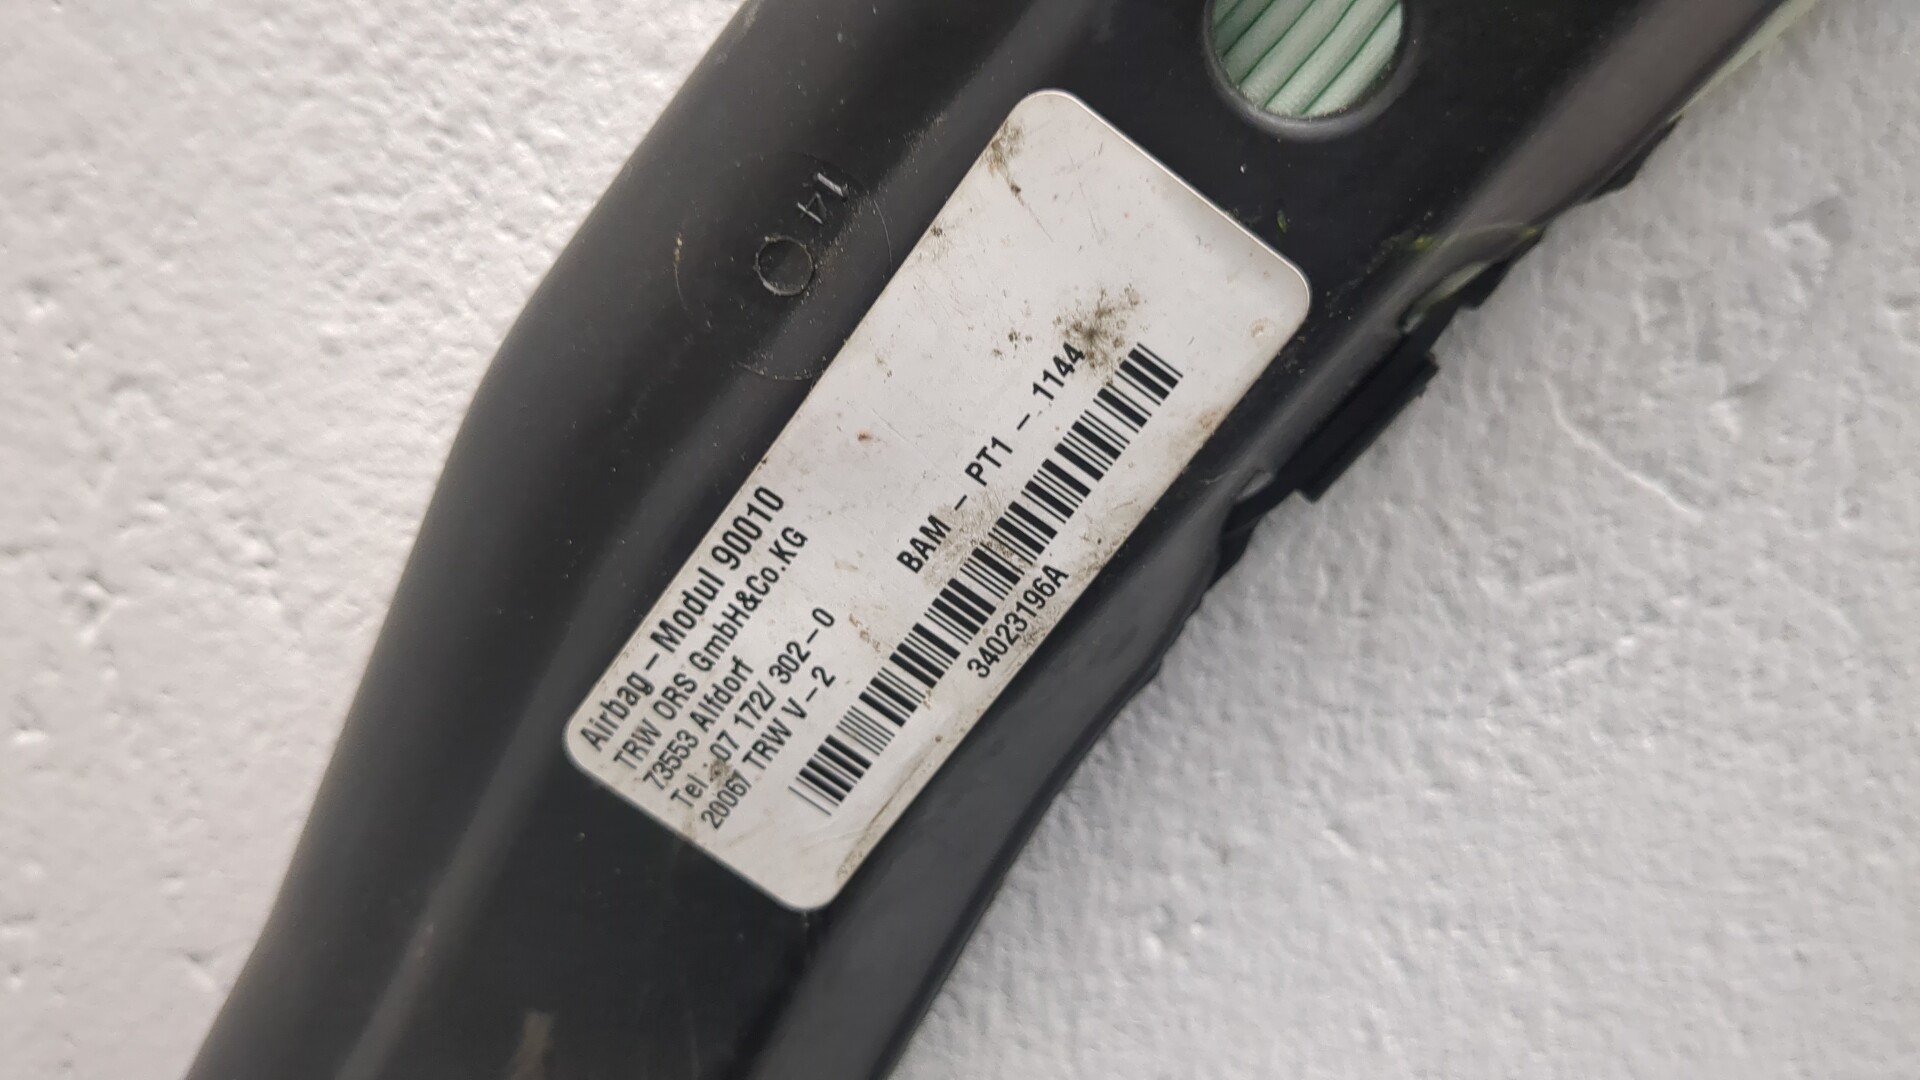 14
Airbag – Modul 90010
TRW ORS GmbH&Co.KG
73553 Alfdorf
Tel.: 07 172/ 302–0
20067 TRW V–2
BAM – PT1 – 1144
34023196A